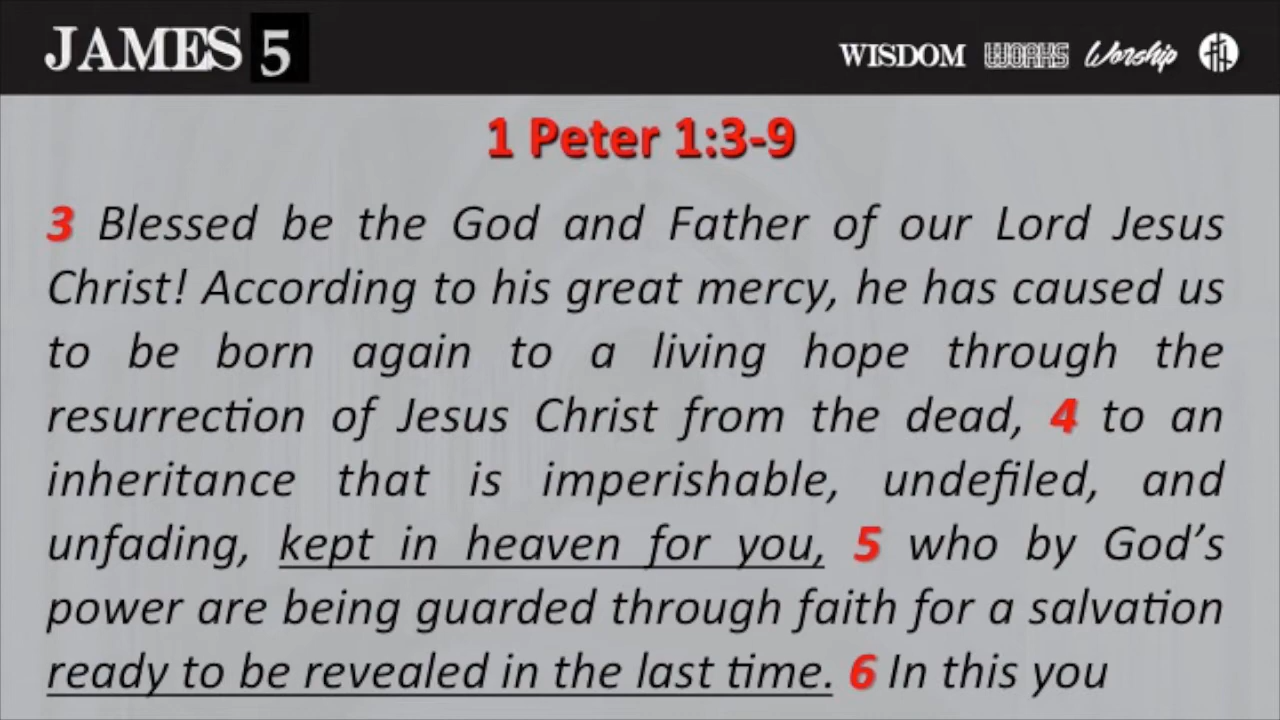 JAMES 5
WISDOM WORKS Worship
1 Peter 1:3-9
3 Blessed be the God and Father of our Lord Jesus
Christ! According to his great mercy, he has caused us
to be born again to a living hope through the
resurrection of Jesus Christ from the dead, 4 to an
inheritance that is imperishable, undefiled, and
unfading, kept in heaven for you, 5 who by God’s
power are being guarded through faith for a salvation
ready to be revealed in the last time. 6 In this you